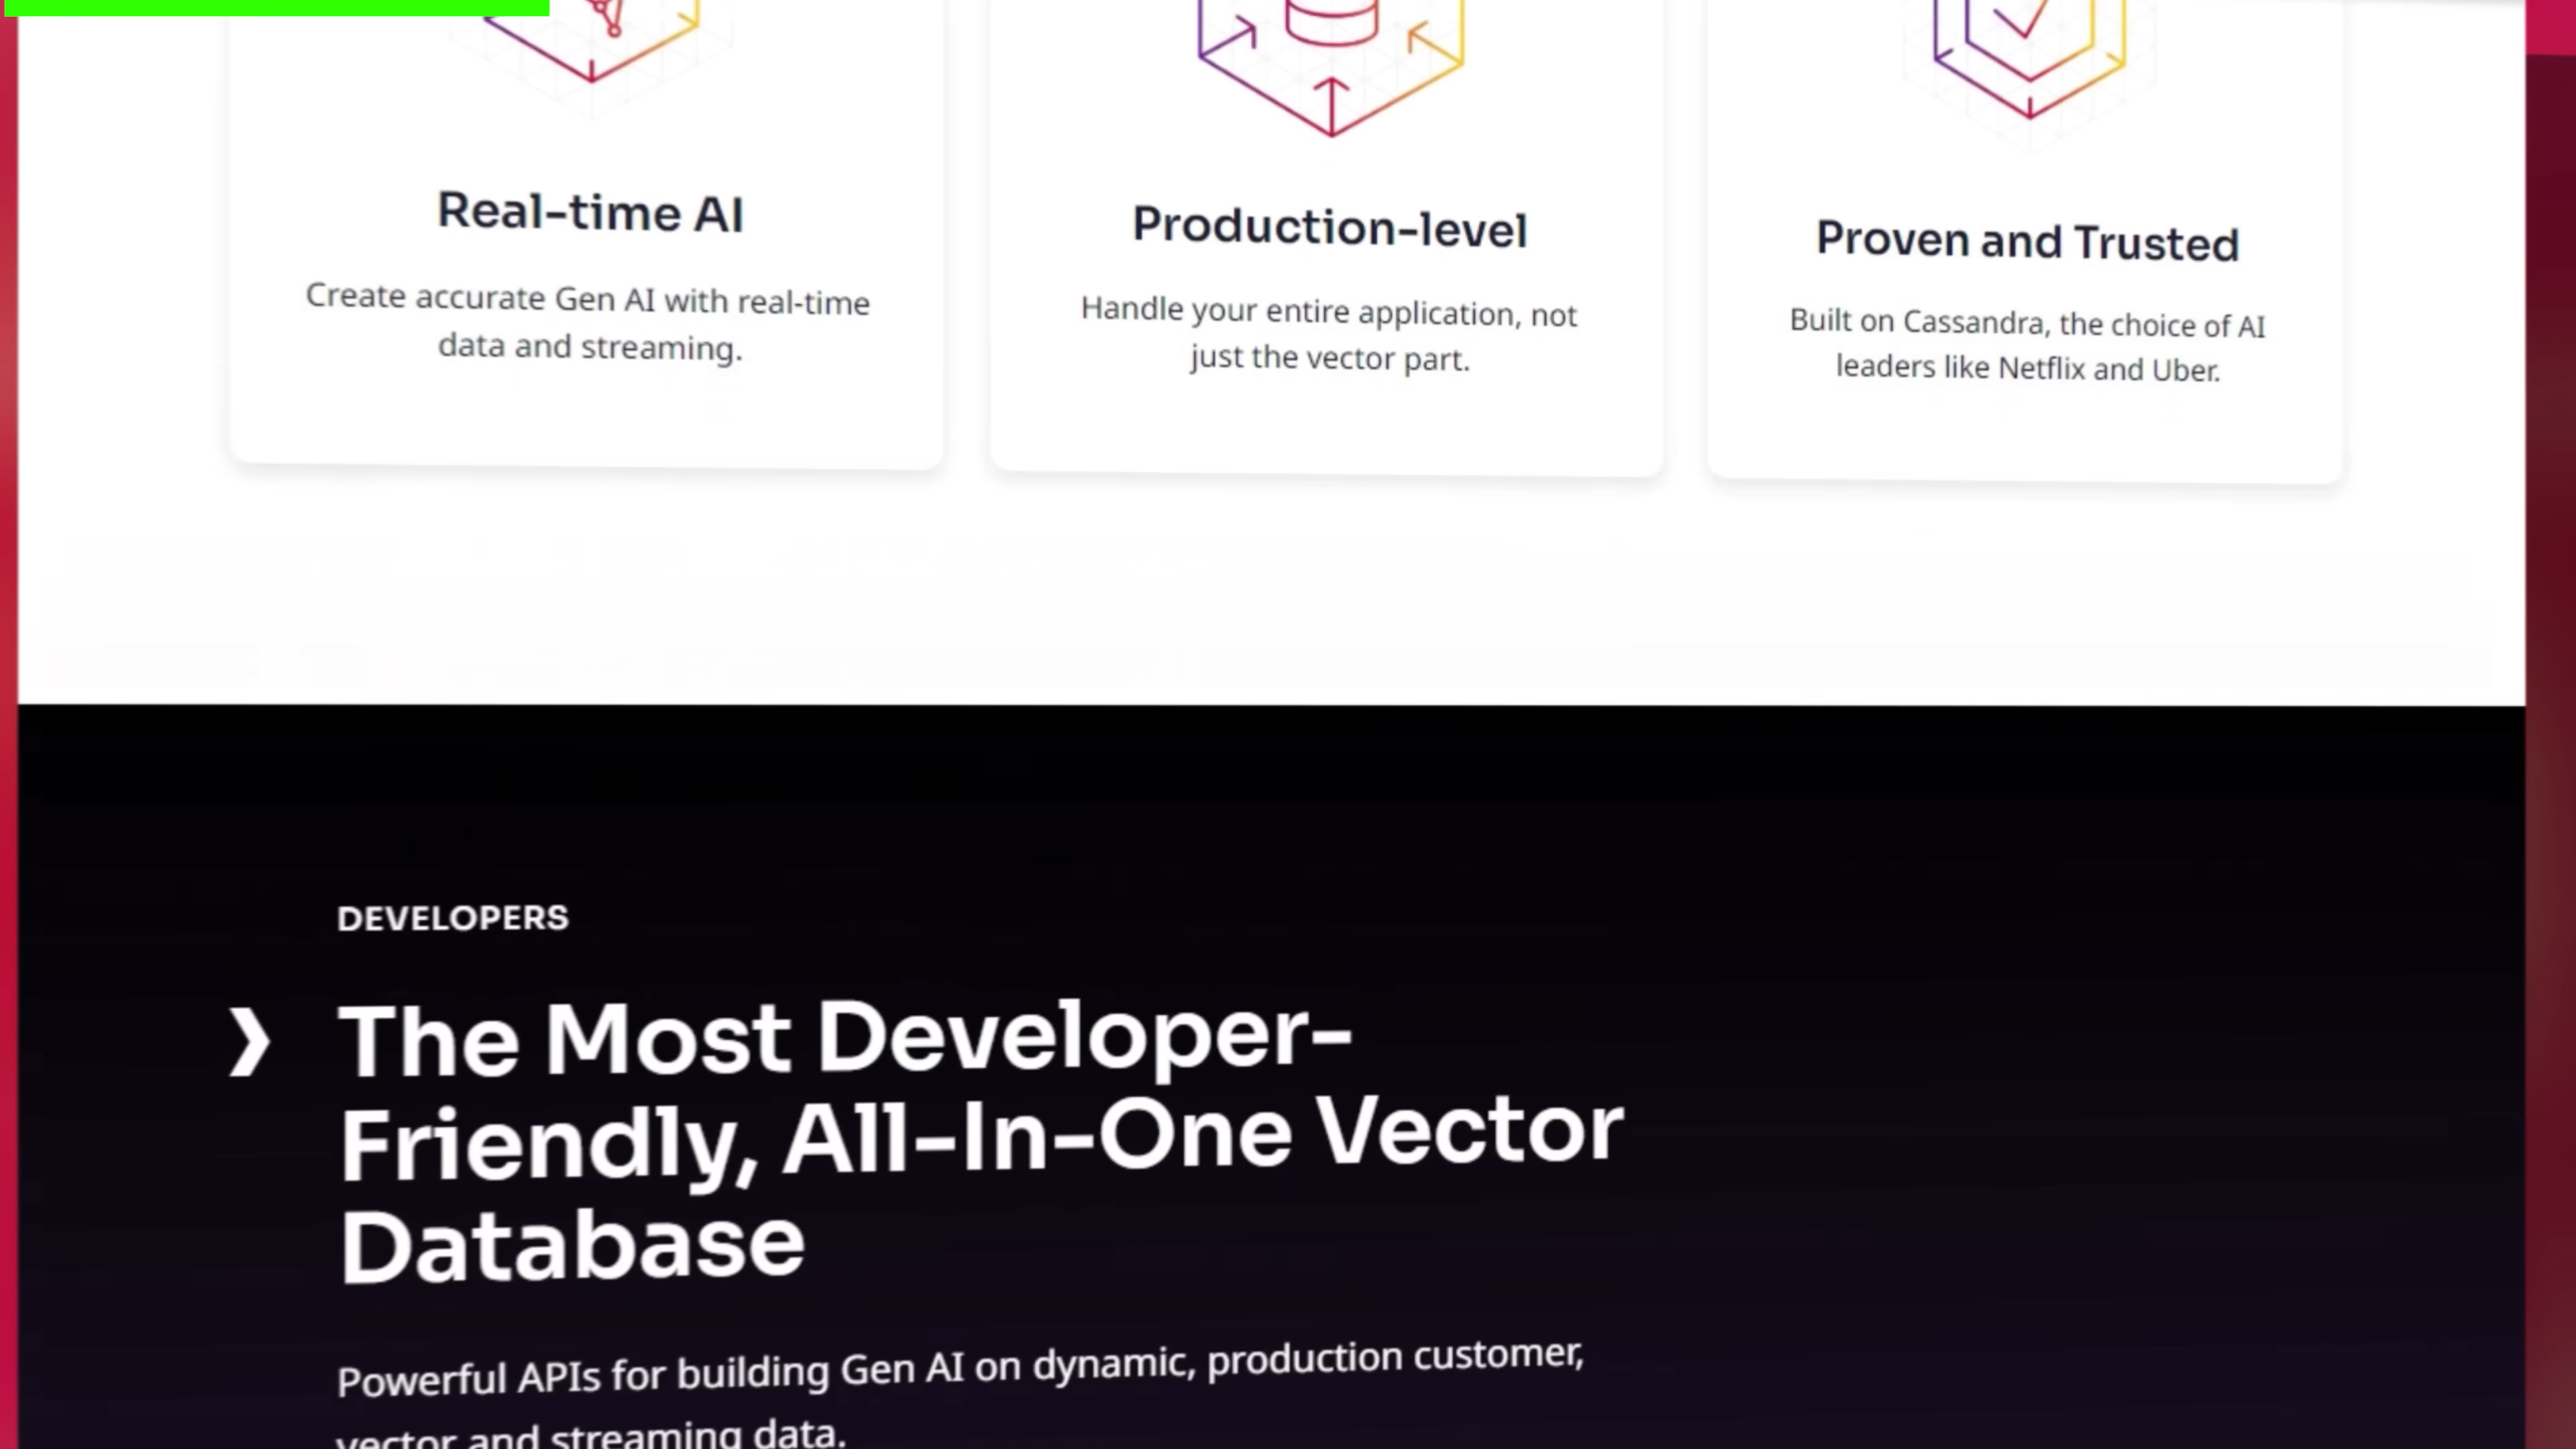 Real-time AI
Create accurate Gen AI with real-time
data and streaming.
Production-level
Handle your entire application, not
just the vector part.
Proven and Trusted
Built on Cassandra, the choice of AI
leaders like Netflix and Uber.
DEVELOPERS
The Most Developer-
Friendly, All-In-One Vector
Database
Powerful APIs for building Gen AI on dynamic, production customer,
vector and streaming data.